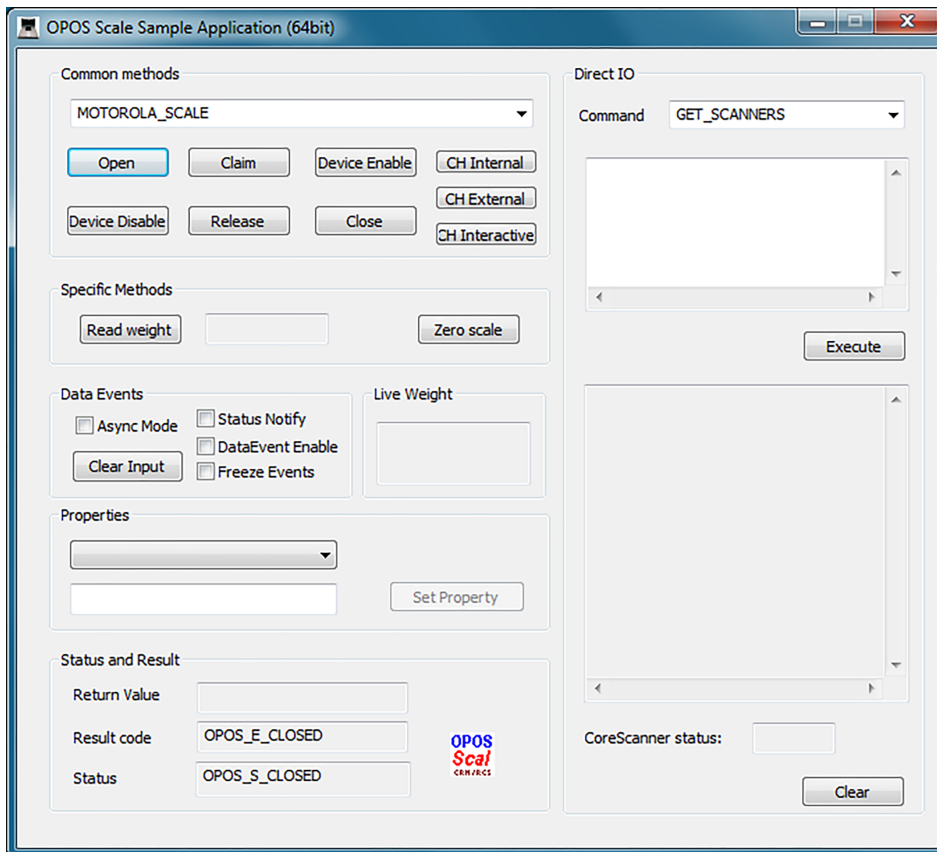 OPOS Scale Sample Application (64bit)
Common methods
MOTOROLA_SCALE
Open
Claim
Device Enable
CH Internal
CH External
Device Disable
Release
Close
CH Interactive
Specific Methods
Read weight
Zero scale
Data Events
Async Mode
Status Notify
DataEvent Enable
Clear Input
Freeze Events
Live Weight
Properties
Set Property
Status and Result
Return Value
Result code
OPOS_E_CLOSED
Status
OPOS_S_CLOSED
OPOS
Scal
CRM/RCS
Direct IO
Command
GET_SCANNERS
Execute
CoreScanner status:
Clear